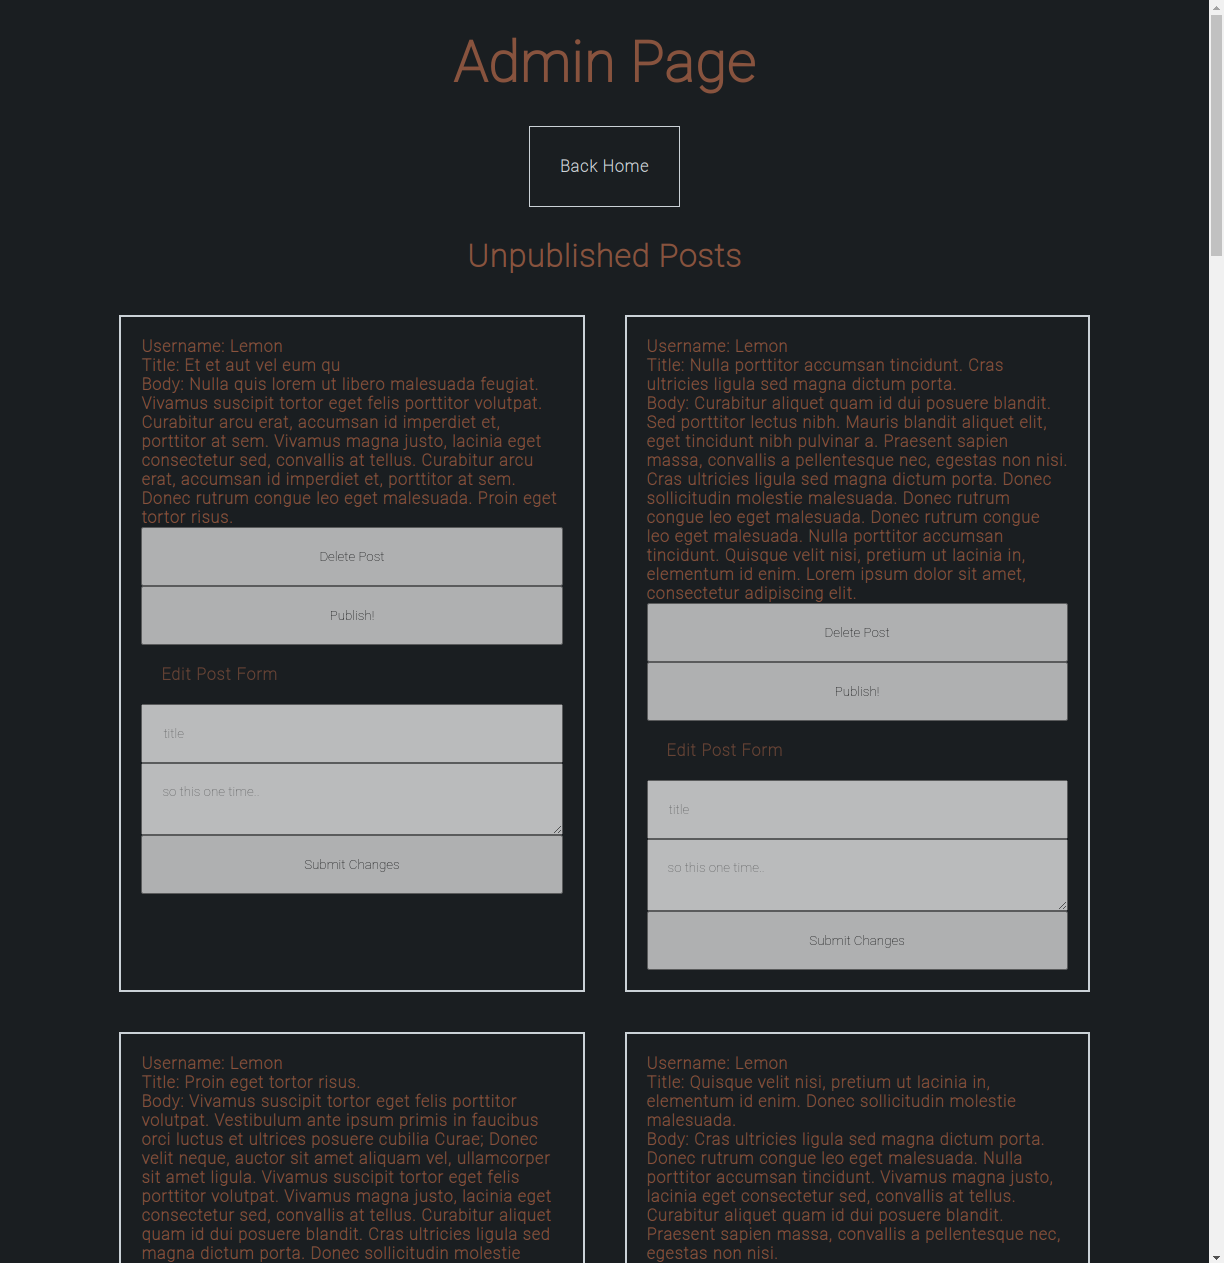 Admin Page
Back Home
Unpublished Posts
Username: Lemon
Title: Et et aut vel eum qu
Body: Nulla quis lorem ut libero malesuada feugiat.
Vivamus suscipit tortor eget felis porttitor volutpat.
Curabitur arcu erat, accumsan id imperdiet et,
porttitor at sem. Vivamus magna justo, lacinia eget
consectetur sed, convallis at tellus. Curabitur arcu
erat, accumsan id imperdiet et, porttitor at sem.
Donec rutrum congue leo eget malesuada. Proin eget
tortor risus.
Delete Post
Publish!
Edit Post Form
title
so this one time..
Submit Changes
Username: Lemon
Title: Nulla porttitor accumsan tincidunt. Cras
ultricies ligula sed magna dictum porta.
Body: Curabitur aliquet quam id dui posuere blandit.
Sed porttitor lectus nibh. Mauris blandit aliquet elit,
eget tincidunt nibh pulvinar a. Praesent sapien
massa, convallis a pellentesque nec, egestas non nisi.
Cras ultricies ligula sed magna dictum porta. Donec
sollicitudin molestie malesuada. Donec rutrum
congue leo eget malesuada. Donec rutrum congue
leo eget malesuada. Nulla porttitor accumsan
tincidunt. Quisque velit nisi, pretium ut lacinia in,
elementum id enim. Lorem ipsum dolor sit amet,
consectetur adipiscing elit.
Delete Post
Publish!
Edit Post Form
title
so this one time..
Submit Changes
Username: Lemon
Title: Proin eget tortor risus.
Body: Vivamus suscipit tortor eget felis porttitor
volutpat. Vestibulum ante ipsum primis in faucibus
orci luctus et ultrices posuere cubilia Curae; Donec
velit neque, auctor sit amet aliquam vel, ullamcorper
sit amet ligula. Vivamus suscipit tortor eget felis
porttitor volutpat. Vivamus magna justo, lacinia eget
consectetur sed, convallis at tellus. Curabitur aliquet
quam id dui posuere blandit. Cras ultricies ligula sed
magna dictum porta. Donec sollicitudin molestie
Username: Lemon
Title: Quisque velit nisi, pretium ut lacinia in,
elementum id enim. Donec sollicitudin molestie
malesuada.
Body: Cras ultricies ligula sed magna dictum porta.
Donec rutrum congue leo eget malesuada. Nulla
porttitor accumsan tincidunt. Vivamus magna justo,
lacinia eget consectetur sed, convallis at tellus.
Curabitur aliquet quam id dui posuere blandit.
Praesent sapien massa, convallis a pellentesque nec,
egestas non nisi.